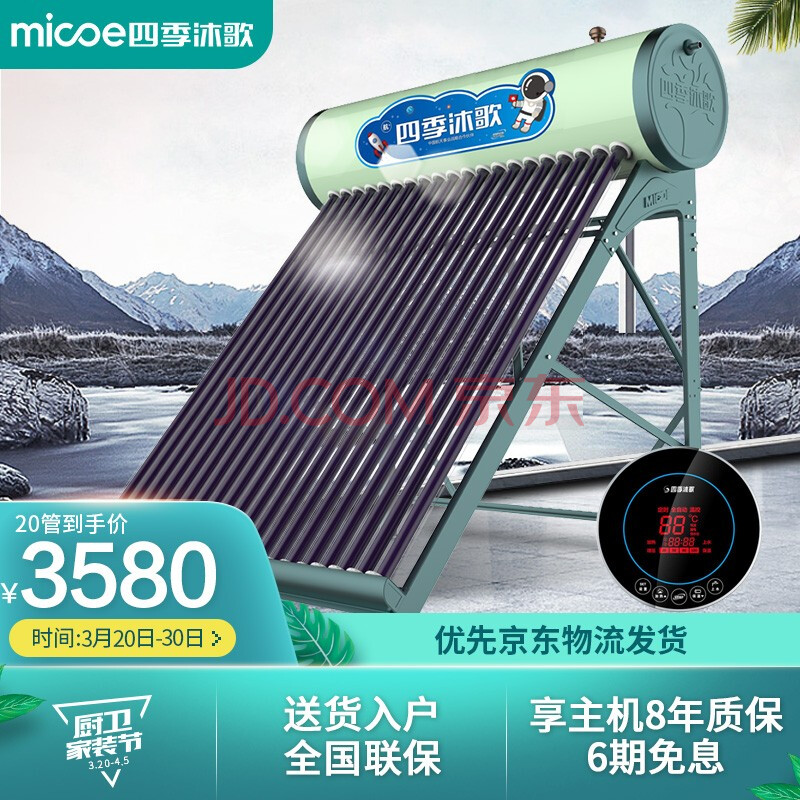 micoe四季沐歌
四季沐歌
四季沐歌
MICOE
JD.COM 京东
四季沐歌
88℃
88:88
20管到手价
¥3580
时间:3月20日-30日
优先京东物流发货
厨卫
家装节
3.20-4.5
送货入户
全国联保
享主机8年质保
6期免息